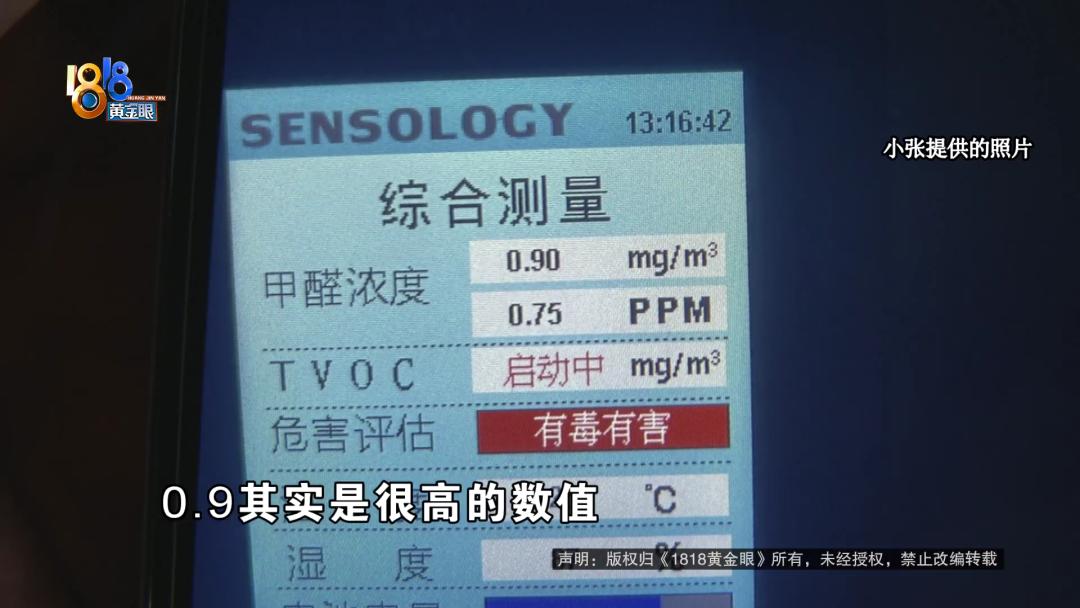 1818
HUANG JIN YAN
黄金眼
SENSOLOGY 13:16:42
小张提供的照片
综合测量
甲醛浓度 0.90 mg/m³
0.75 PPM
TVOC 启动中 mg/m³
危害评估 有毒有害
℃
0.9其实是很高的数值
湿度 %
声明：版权归《1818黄金眼》所有，未经授权，禁止改编转载